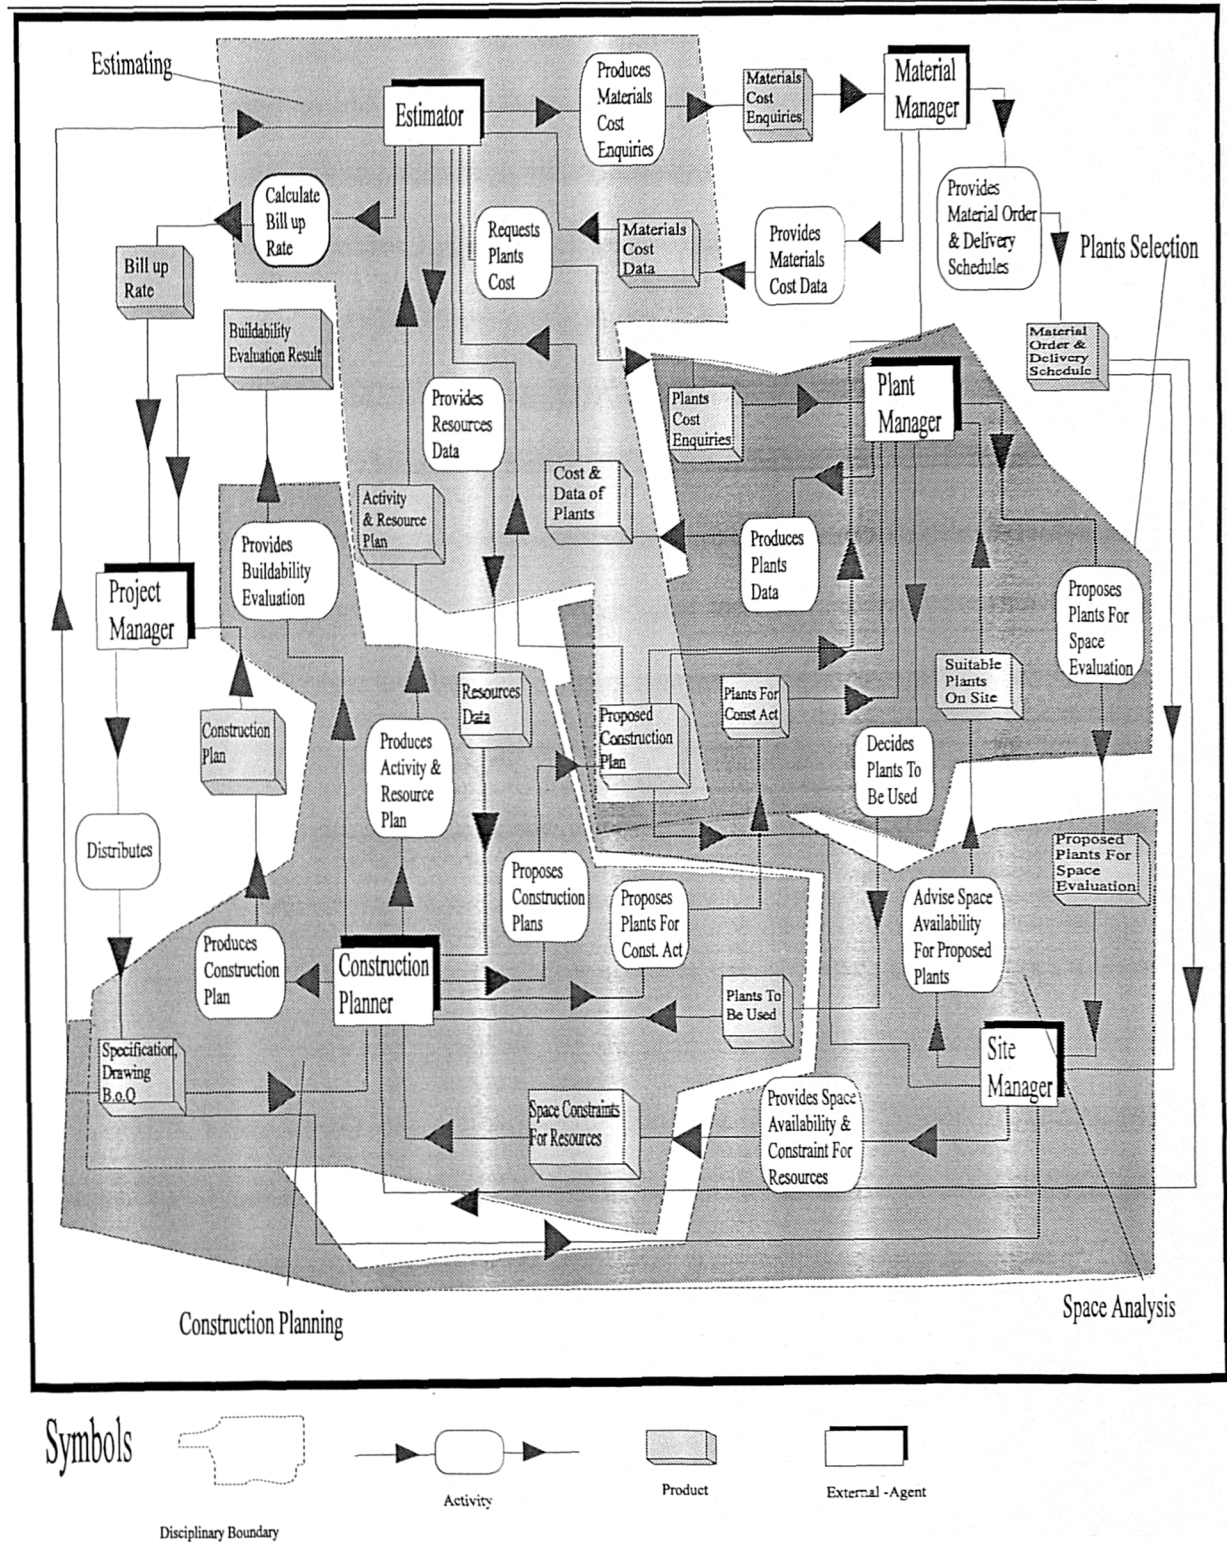 Estimating
Estimator
Produces
Materials
Cost
Enquiries
Materials
Cost
Enquiries
Material
Manager
Calculate
Bill up
Rate
Requests
Plants
Cost
Materials
Cost
Data
Provides
Materials
Cost Data
Provides
Material Order
& Delivery
Schedules
Plants Selection
Bill up
Rate
Buildability
Evaluation Result
Material
Order &
Delivery
Schedule
Provides
Resources
Data
Plants
Cost
Enquiries
Plant
Manager
Activity
& Resource
Plan
Cost &
Data of
Plants
Provides
Buildability
Evaluation
Produces
Plants
Data
Project
Manager
Proposes
Plants For
Space
Evaluation
Suitable
Plants
On Site
Resources
Data
Plants For
Const Act
Construction
Plan
Proposed
Construction
Plan
Produces
Activity &
Resource
Plan
Decides
Plants To
Be Used
Distributes
Proposed
Plants For
Space
Evaluation
Proposes
Construction
Plans
Proposes
Plants For
Const. Act
Advise Space
Availability
For Proposed
Plants
Produces
Construction
Plan
Construction
Planner
Plants To
Be Used
Specification,
Drawing
B.o.Q
Site
Manager
Space Constraints
For Resources
Provides Space
Availability &
Constraint For
Resources
Construction Planning
Space Analysis
Symbols
Disciplinary Boundary
Activity
Product
External -Agent